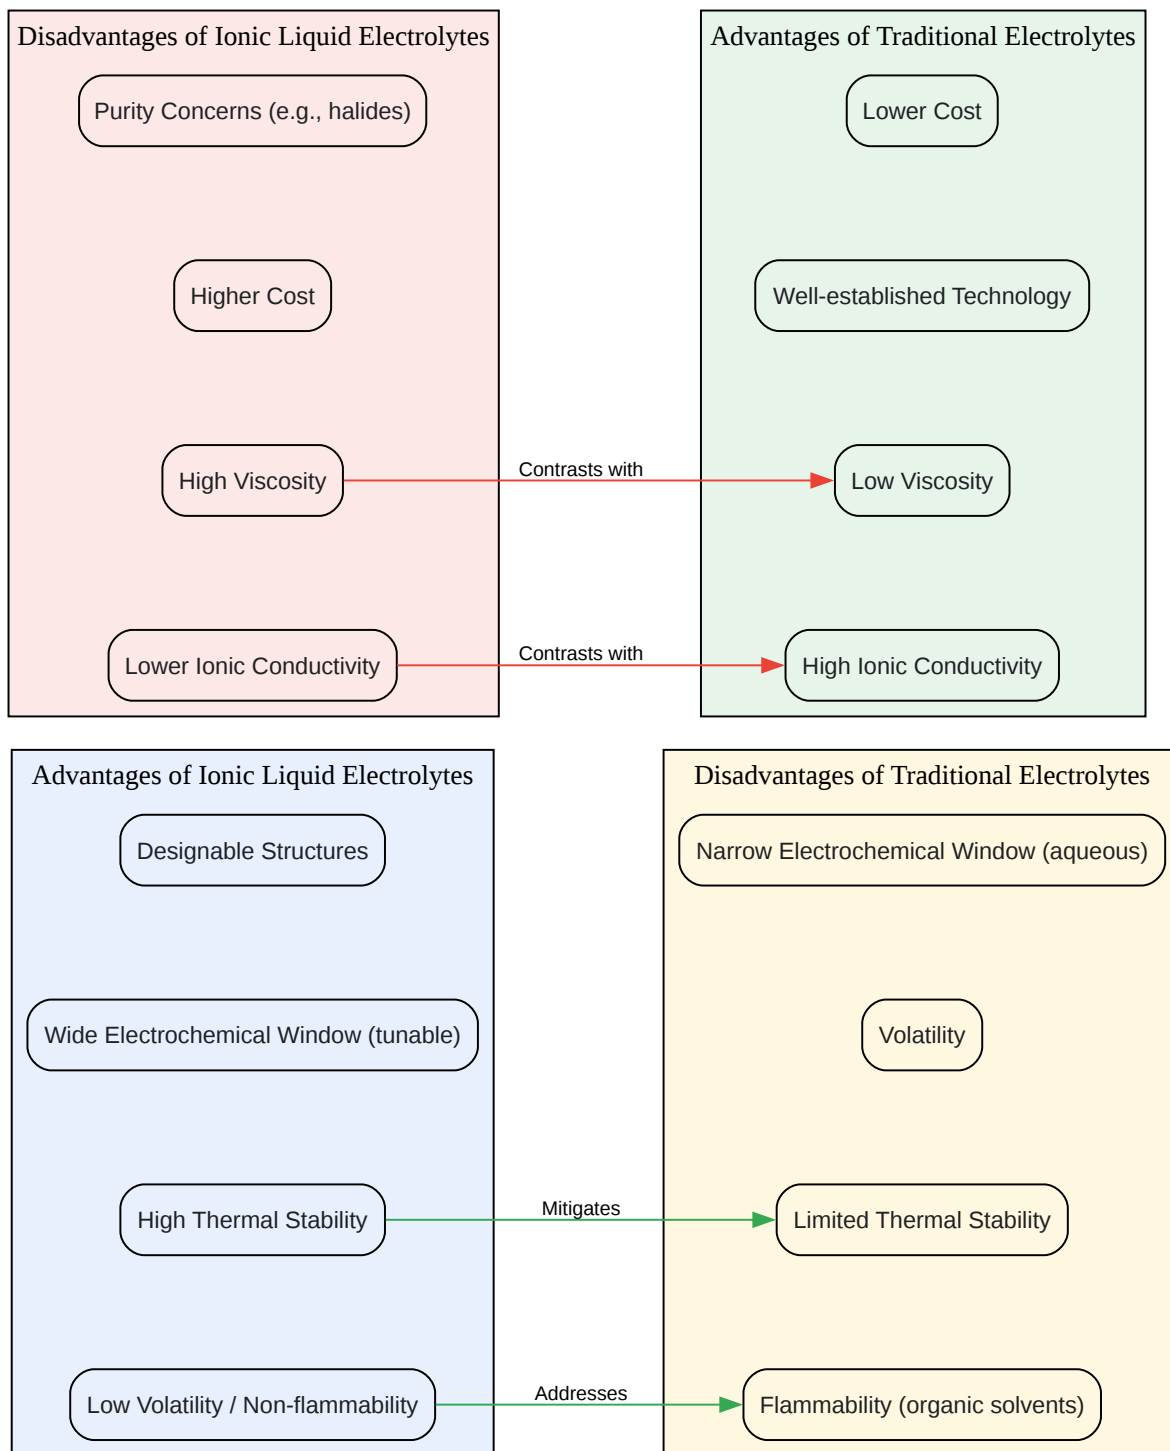 Disadvantages of Ionic Liquid Electrolytes
Purity Concerns (e.g., halides)
Higher Cost
High Viscosity
Lower Ionic Conductivity
Contrasts with
Contrasts with
Advantages of Traditional Electrolytes
Lower Cost
Well-established Technology
Low Viscosity
High Ionic Conductivity
Advantages of Ionic Liquid Electrolytes
Designable Structures
Wide Electrochemical Window (tunable)
High Thermal Stability
Low Volatility / Non-flammability
Mitigates
Addresses
Disadvantages of Traditional Electrolytes
Narrow Electrochemical Window (aqueous)
Volatility
Limited Thermal Stability
Flammability (organic solvents)